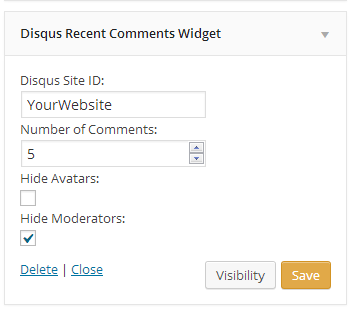 Disqus Recent Comments Widget
Disqus Site ID:
YourWebsite
Number of Comments:
5
Hide Avatars:
Hide Moderators:
Delete | Close Visibility Save